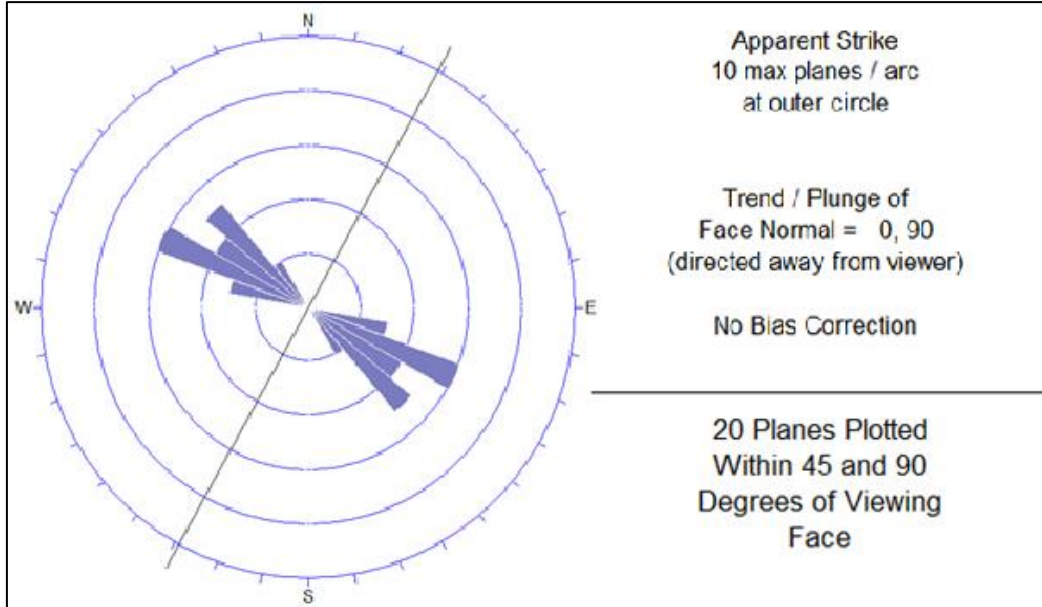 N
W
E
S
Apparent Strike
10 max planes / arc
at outer circle
Trend / Plunge of
Face Normal = 0, 90
(directed away from viewer)
No Bias Correction
20 Planes Plotted
Within 45 and 90
Degrees of Viewing
Face